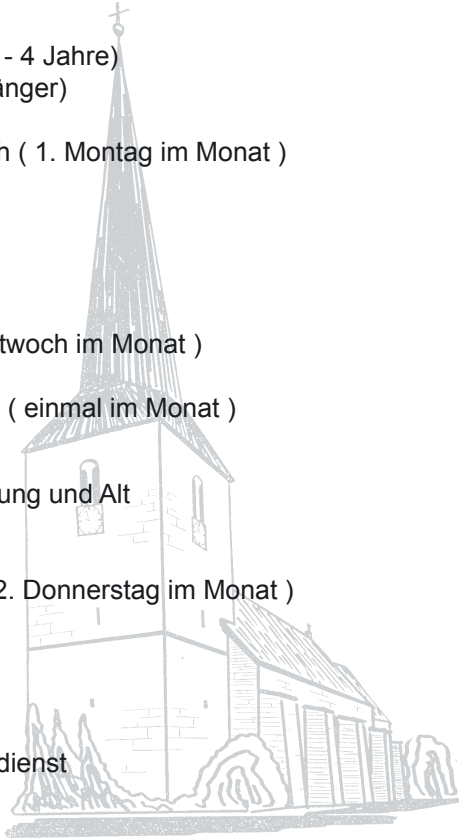 - 4 Jahre)
änger)
h ( 1. Montag im Monat )
twoch im Monat )
( einmal im Monat )
ung und Alt
2. Donnerstag im Monat )
dienst